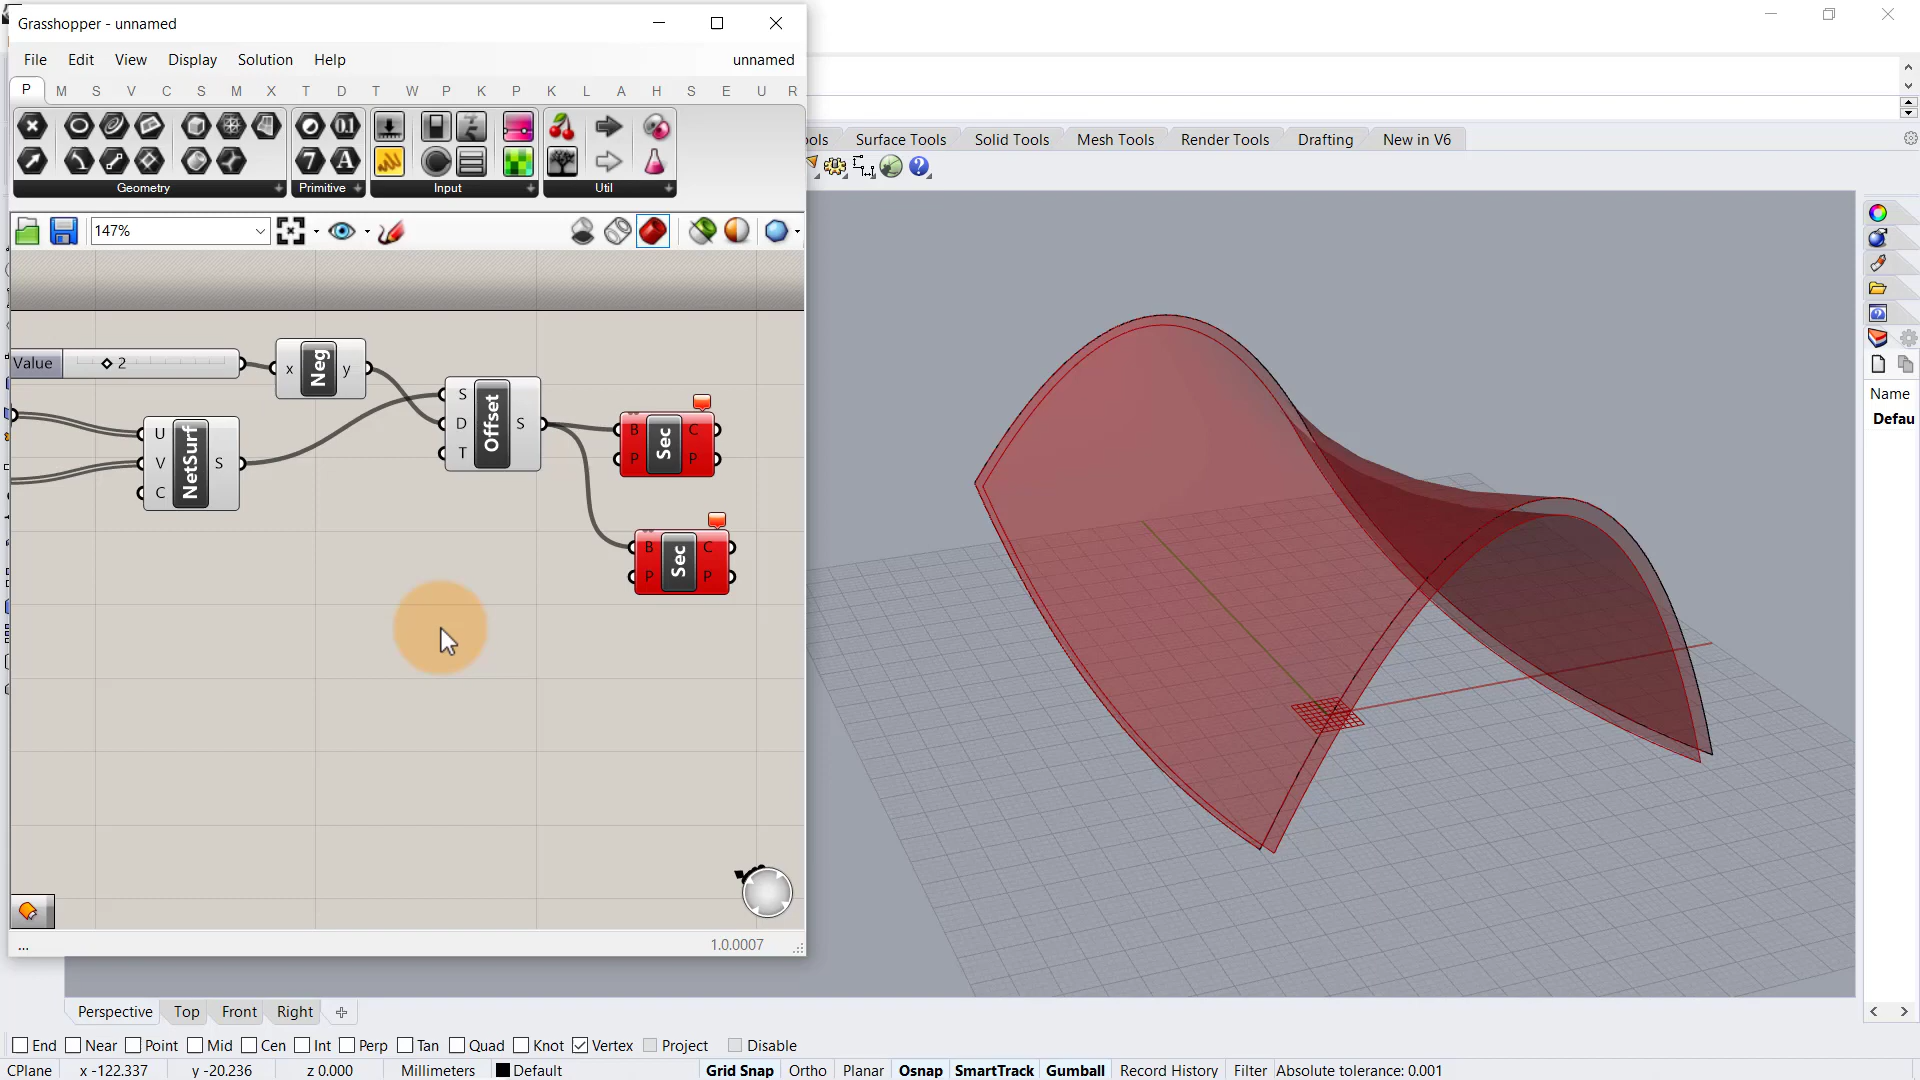 Grasshopper - unnamed
File Edit View Display Solution Help unnamed
P M S V C S M X T D T W P K P K L A H S E U R
Geometry Primitive Input Util
147%
ols Surface Tools Solid Tools Mesh Tools Render Tools Drafting New in V6
Value 2
x Neg y
S
D Offset S
T
U
V NetSurf S
C
B Sec C
P P
B Sec C
P P
...
1.0.0007
Name
Defau
Perspective Top Front Right
End Near Point Mid Cen Int Perp Tan Quad Knot Vertex Project Disable
CPlane x -122.337 y -20.236 z 0.000 Millimeters Default Grid Snap Ortho Planar Osnap SmartTrack Gumball Record History Filter Absolute tolerance: 0.001